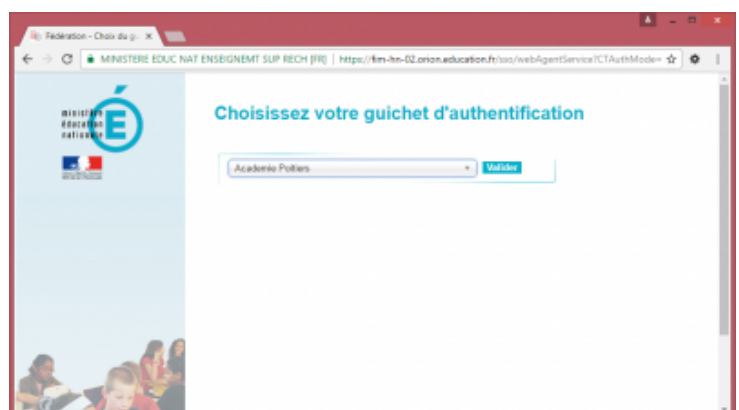 Fédération - Choix du g
MINISTERE EDUC NAT ENSEIGNEMT SUP RECH [FR] https://fim-hn-02.orion.education.fr/sso/webAgentService?CTAuthMode=
ministère
éducation
nationale
É
Choisissez votre guichet d'authentification
Academie Poitiers
Valider